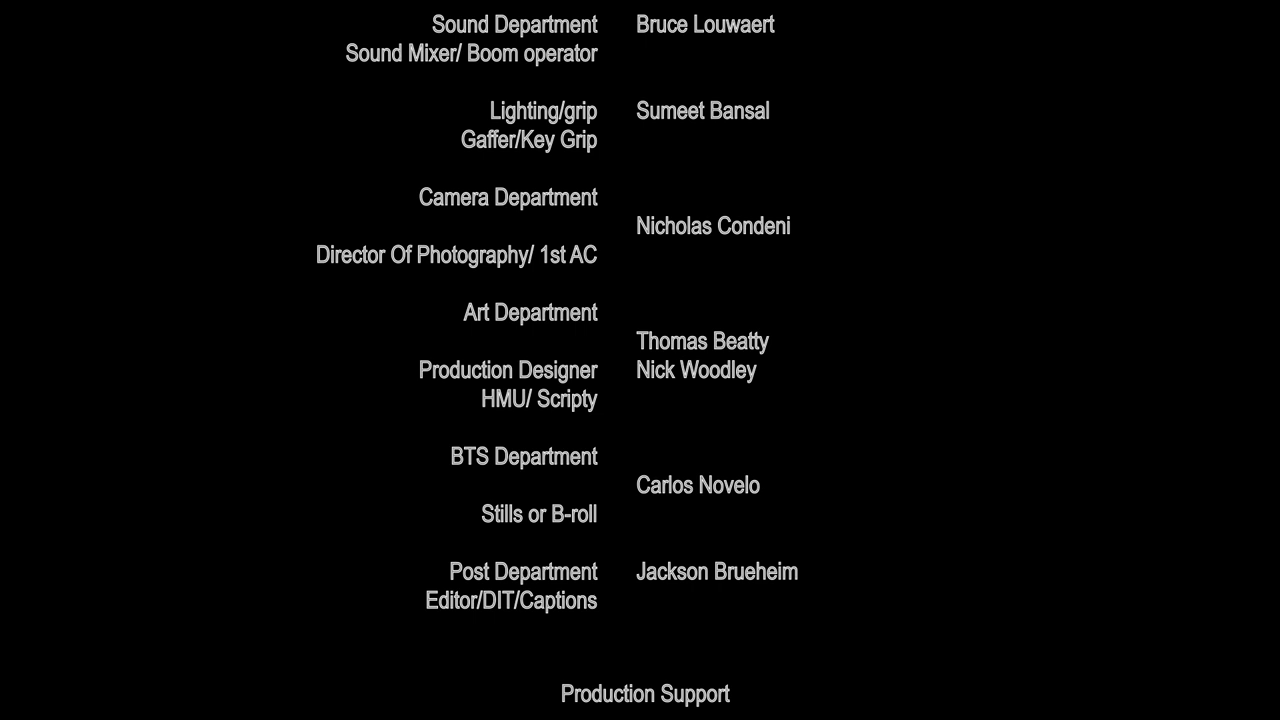 Sound Department Bruce Louwaert
Sound Mixer/ Boom operator
Lighting/grip Sumeet Bansal
Gaffer/Key Grip
Camera Department
Nicholas Condeni
Director Of Photography/ 1st AC
Art Department
Thomas Beatty
Production Designer Nick Woodley
HMU/ Scripty
BTS Department
Carlos Novelo
Stills or B-roll
Post Department Jackson Brueheim
Editor/DIT/Captions
Production Support